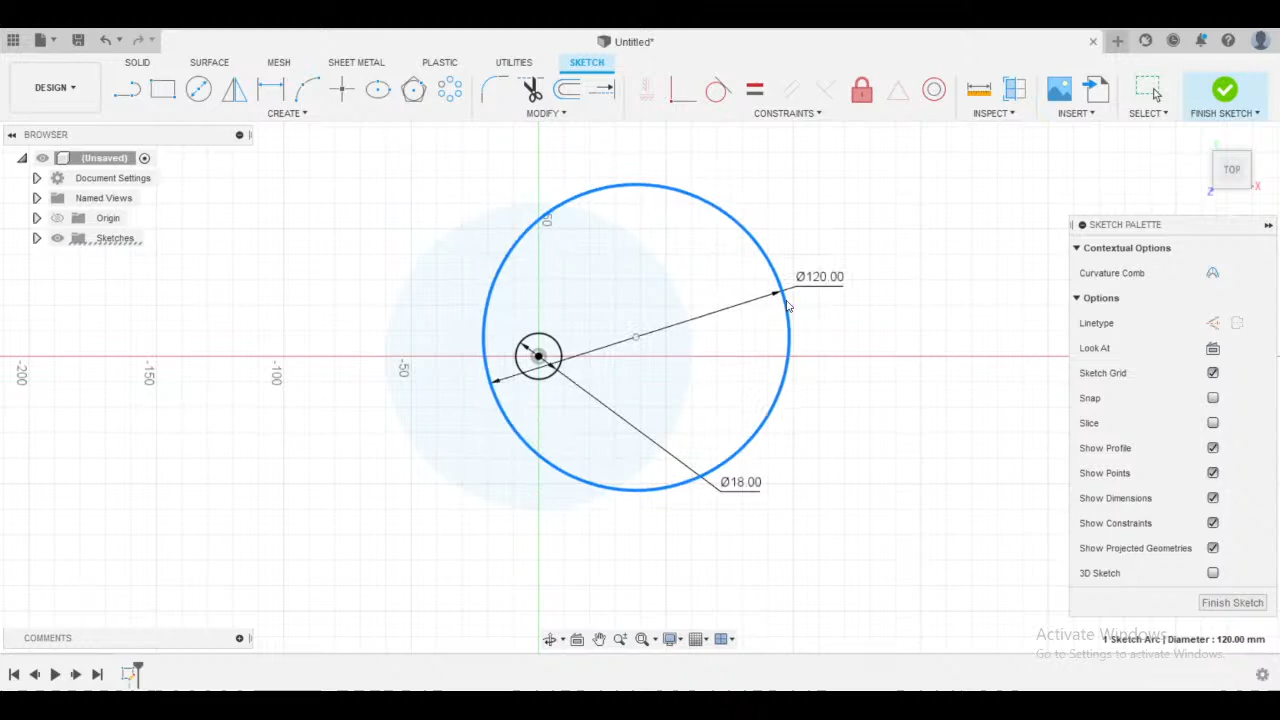 Untitled*
SOLID SURFACE MESH SHEET METAL PLASTIC UTILITIES SKETCH
DESIGN
CREATE MODIFY CONSTRAINTS INSPECT INSERT SELECT FINISH SKETCH
BROWSER
(Unsaved)
Document Settings
Named Views
Origin
Sketches
TOP
X
Z
SKETCH PALETTE
Contextual Options
Curvature Comb
Options
Linetype
Look At
Sketch Grid
Snap
Slice
Show Profile
Show Points
Show Dimensions
Show Constraints
Show Projected Geometries
3D Sketch
Finish Sketch
50
Ø120.00
-200
-150
-100
-50
Ø18.00
COMMENTS
Activate Windows
Go to Settings to activate Windows.
1 Sketch Arc | Diameter : 120.00 mm